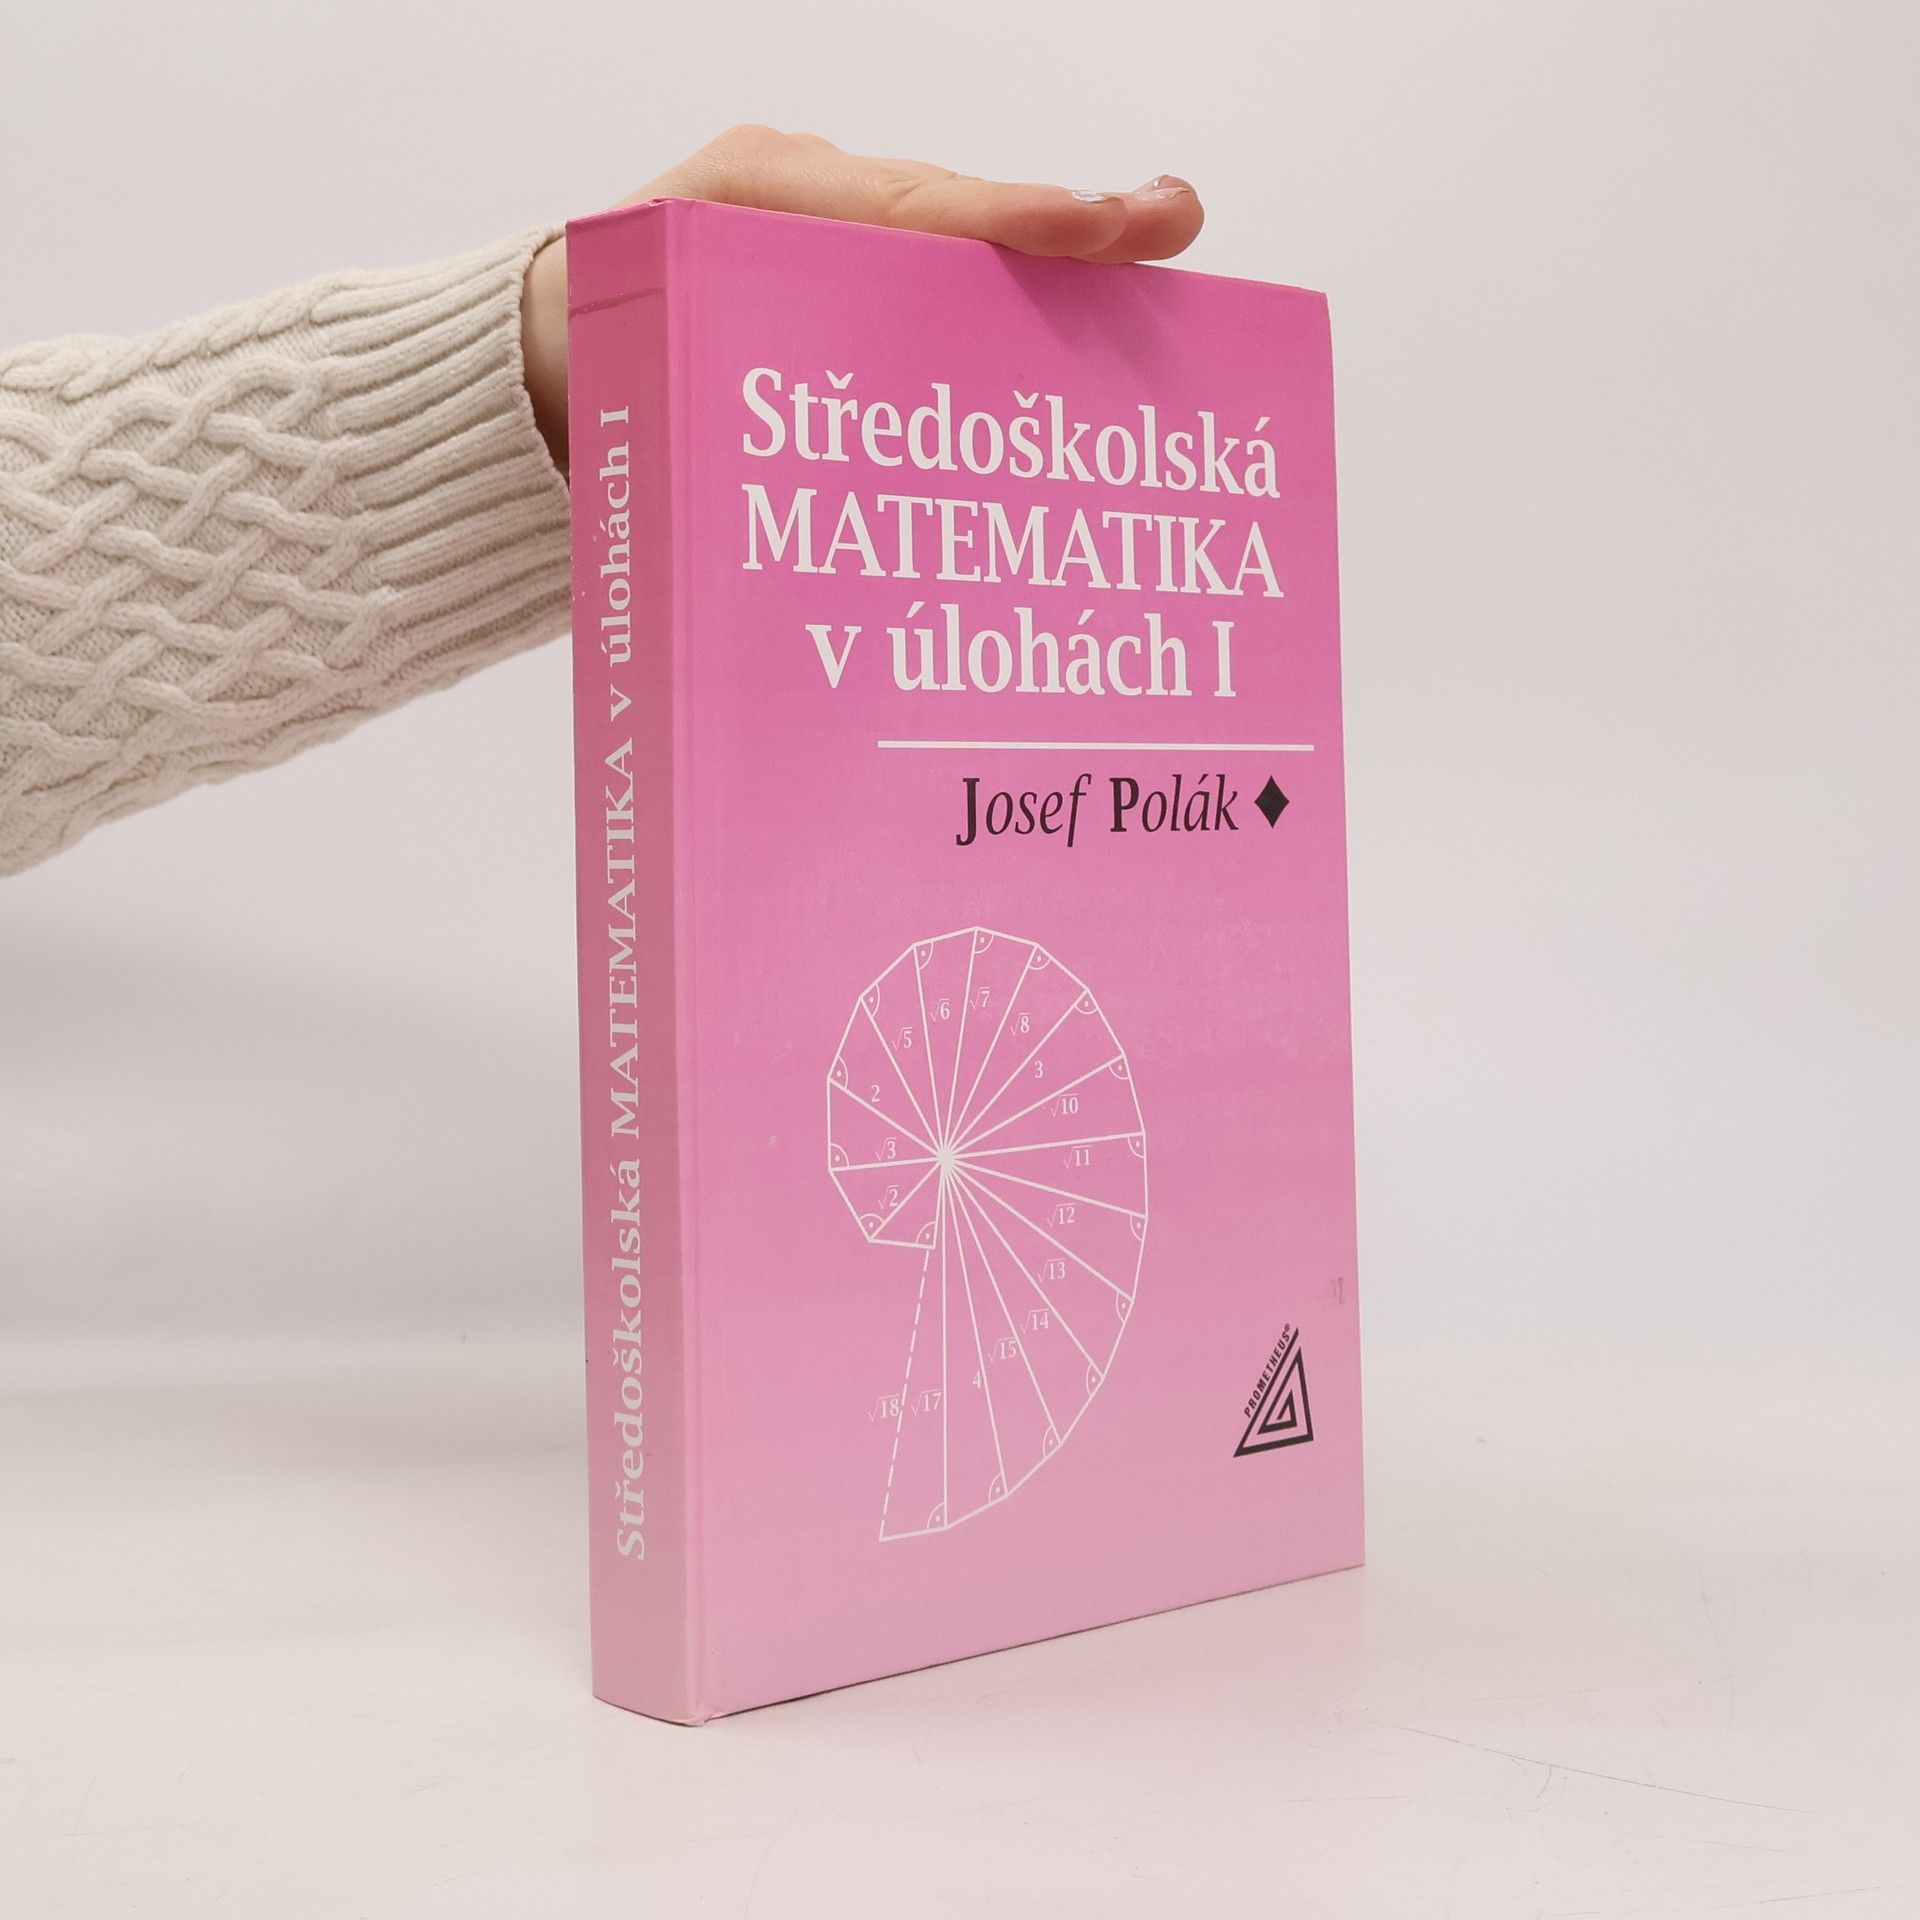 Středoškolská MATEMATIKA v úlohách I
Středoškolská
MATEMATIKA
v úlohách I
Josef Polák
√6
√7
√5
√8
2
3
√10
√3
√11
√2
√12
√13
√14
√15
4
√18
√17
PROMETHEUS®